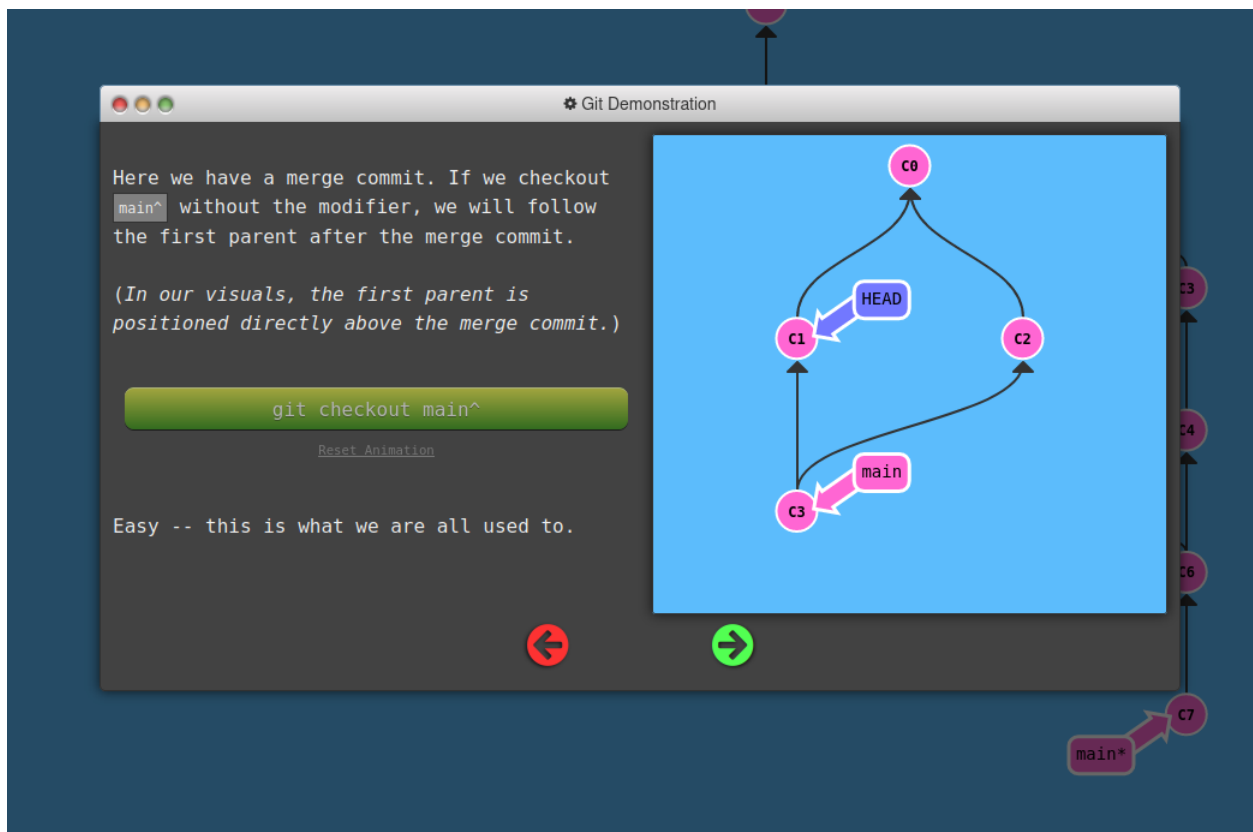 Git Demonstration
Here we have a merge commit. If we checkout
main^ without the modifier, we will follow
the first parent after the merge commit.
(In our visuals, the first parent is
positioned directly above the merge commit.)
git checkout main^
Reset Animation
Easy -- this is what we are all used to.
C0
HEAD
C1
C2
main
C3
C3
C4
C6
C7
main*